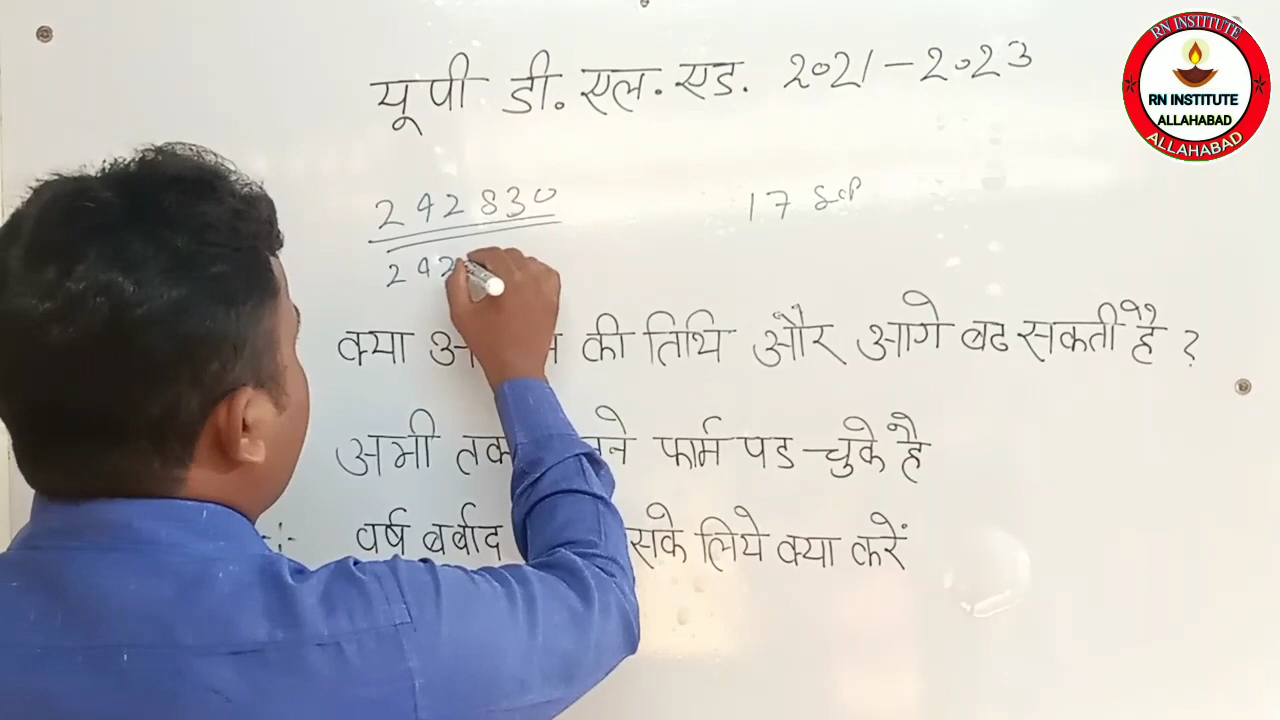 यूपी डी.एल.एड. 2021-2023
RN INSTITUTE
RN INSTITUTE
ALLAHABAD
ALLAHABAD
242830 17 Sep
242
क्या की तिथि और आगे बढ सकती है ?
अभी तक फार्म पड चुके है
वर्ष बर्बाद लिये क्या करें